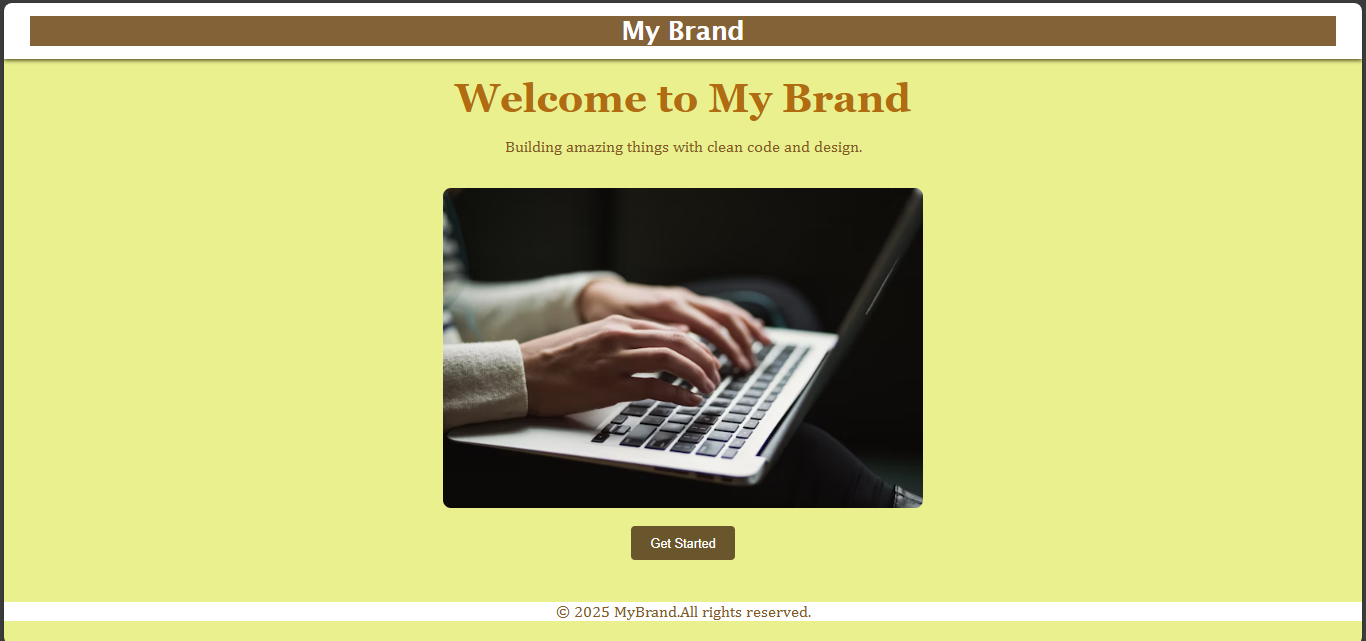 My Brand
Welcome to My Brand
Building amazing things with clean code and design.
Get Started
© 2025 MyBrand.All rights reserved.